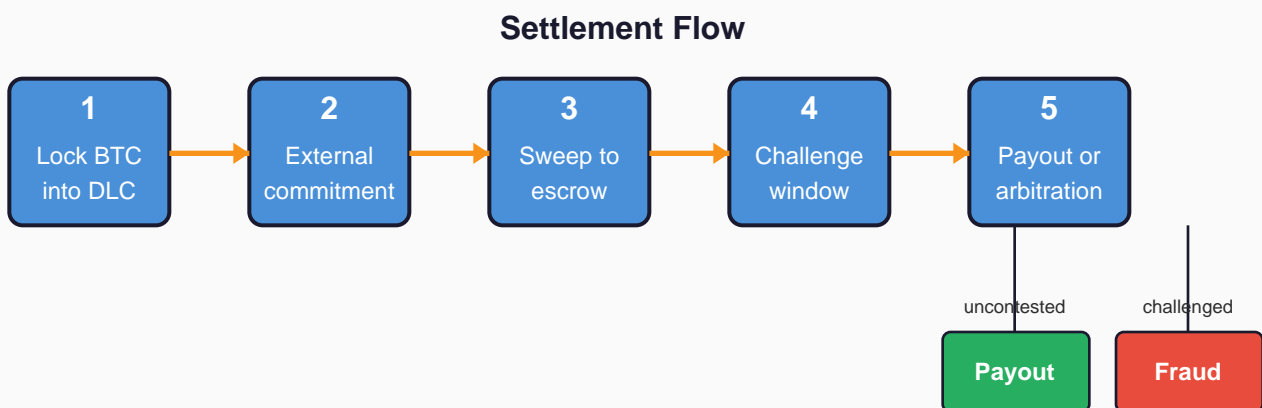 Settlement Flow
1
Lock BTC
into DLC
2
External
commitment
3
Sweep to
escrow
4
Challenge
window
5
Payout or
arbitration
uncontested
challenged
Payout
Fraud